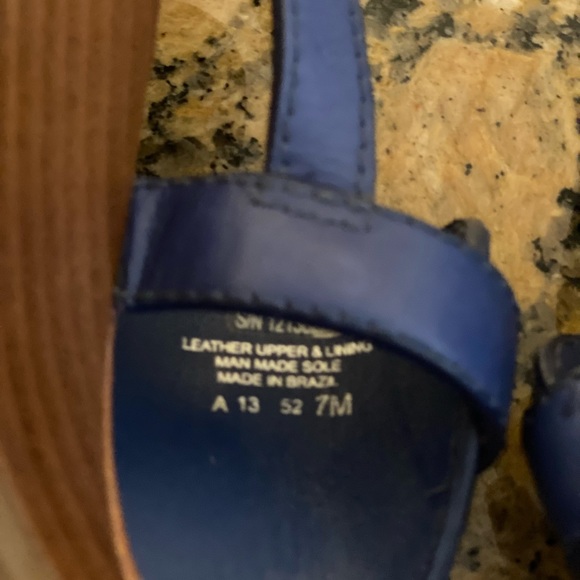 S/N
LEATHER UPPER & LINING
MAN MADE SOLE
MADE IN BRAZIL
A 13 52 7M